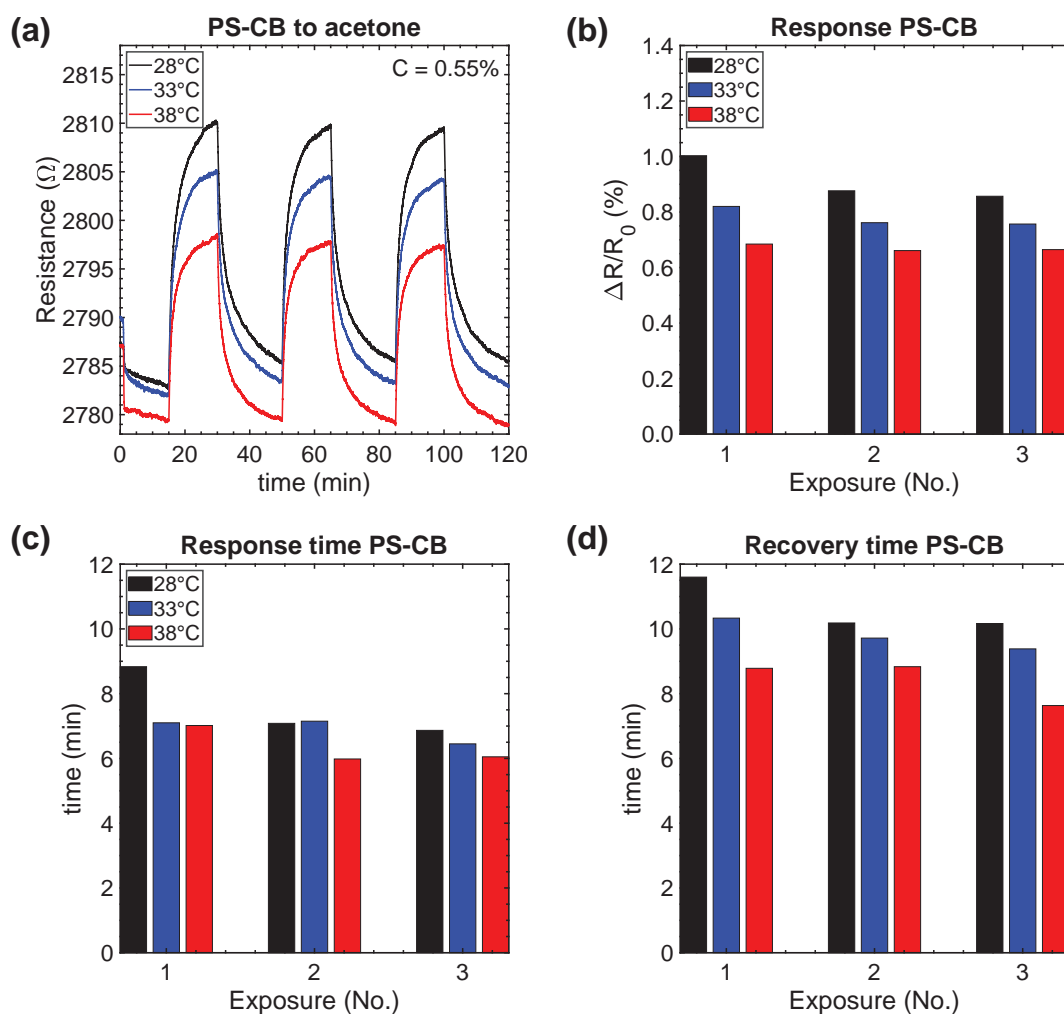 (a)
PS-CB to acetone
C = 0.55%
28°C
33°C
38°C
Resistance (Ω)
2815
2810
2805
2800
2795
2790
2785
2780
0 20 40 60 80 100 120
time (min)
(b)
Response PS-CB
28°C
33°C
38°C
ΔR/R0 (%)
1.4
1.2
1.0
0.8
0.6
0.4
0.2
0.0
1 2 3
Exposure (No.)
(c)
Response time PS-CB
28°C
33°C
38°C
time (min)
12
10
8
6
4
2
0
1 2 3
Exposure (No.)
(d)
Recovery time PS-CB
time (min)
12
10
8
6
4
2
0
1 2 3
Exposure (No.)